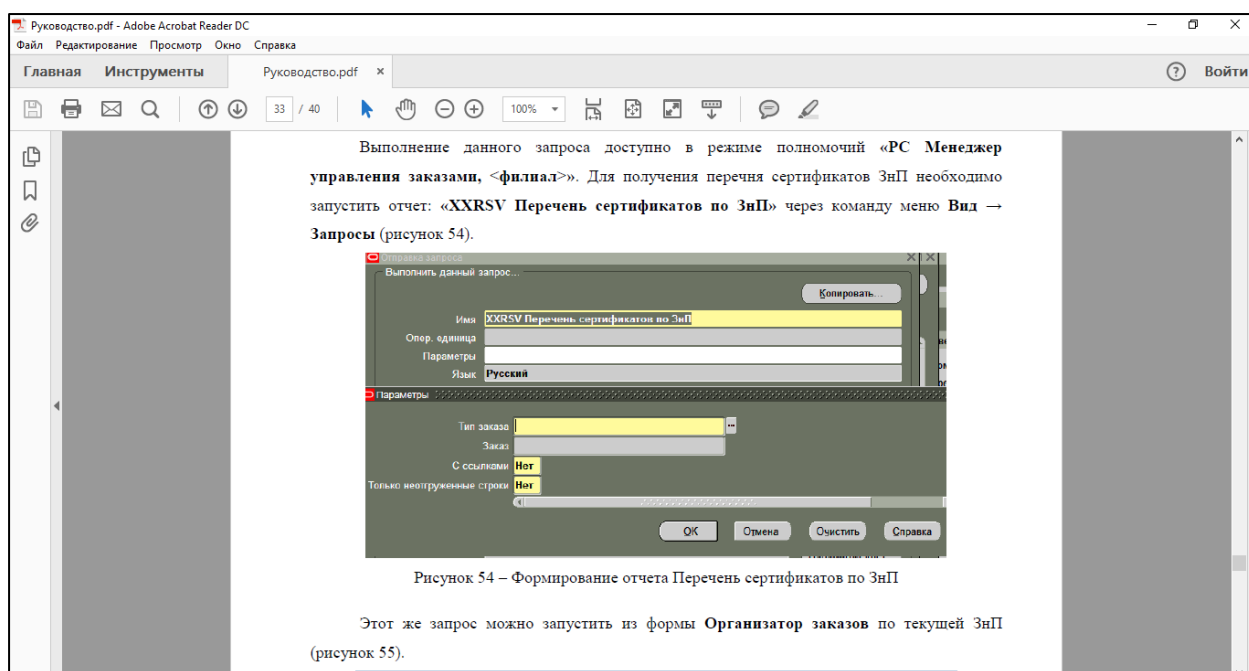 Руководство.pdf - Adobe Acrobat Reader DC
Файл Редактирование Просмотр Окно Справка
Главная Инструменты Руководство.pdf × ? Войти
33 / 40 100%
Выполнение данного запроса доступно в режиме полномочий «РС Менеджер
управления заказами, <филиал>». Для получения перечня сертификатов ЗнП необходимо
запустить отчет: «XXRSV Перечень сертификатов по ЗнП» через команду меню Вид →
Запросы (рисунок 54).
Отправка запроса
Выполнить данный запрос...
Копировать...
Имя XXRSV Перечень сертификатов по ЗнП
Опер. единица
Параметры
Язык Русский
Параметры
Тип заказа
Заказ
С ссылками Нет
Только неотгруженные строки Нет
OK Отмена Очистить Справка
Рисунок 54 – Формирование отчета Перечень сертификатов по ЗнП
Этот же запрос можно запустить из формы Организатор заказов по текущей ЗнП
(рисунок 55).